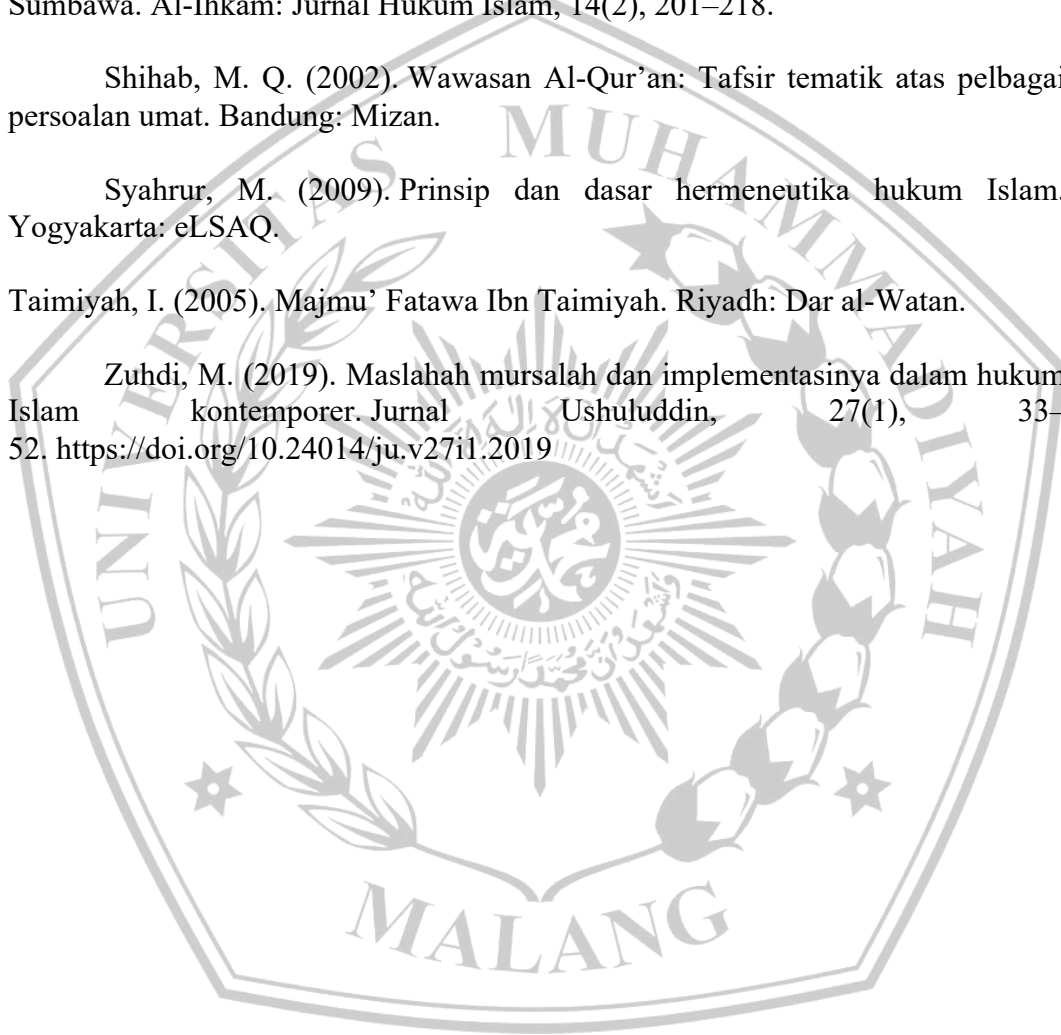 Sumbawa. Al-Ihkam: Jurnal Hukum Islam, 14(2), 201–218.
Shihab, M. Q. (2002). Wawasan Al-Qur’an: Tafsir tematik atas pelbagai
persoalan umat. Bandung: Mizan.
Syahrur, M. (2009). Prinsip dan dasar hermeneutika hukum Islam.
Yogyakarta: eLSAQ.
Taimiyah, I. (2005). Majmu’ Fatawa Ibn Taimiyah. Riyadh: Dar al-Watan.
Zuhdi, M. (2019). Maslahah mursalah dan implementasinya dalam hukum
Islam kontemporer. Jurnal Ushuluddin, 27(1), 33–
52. https://doi.org/10.24014/ju.v27i1.2019
UNIVERSITAS MUHAMMADIYAH
MALANG